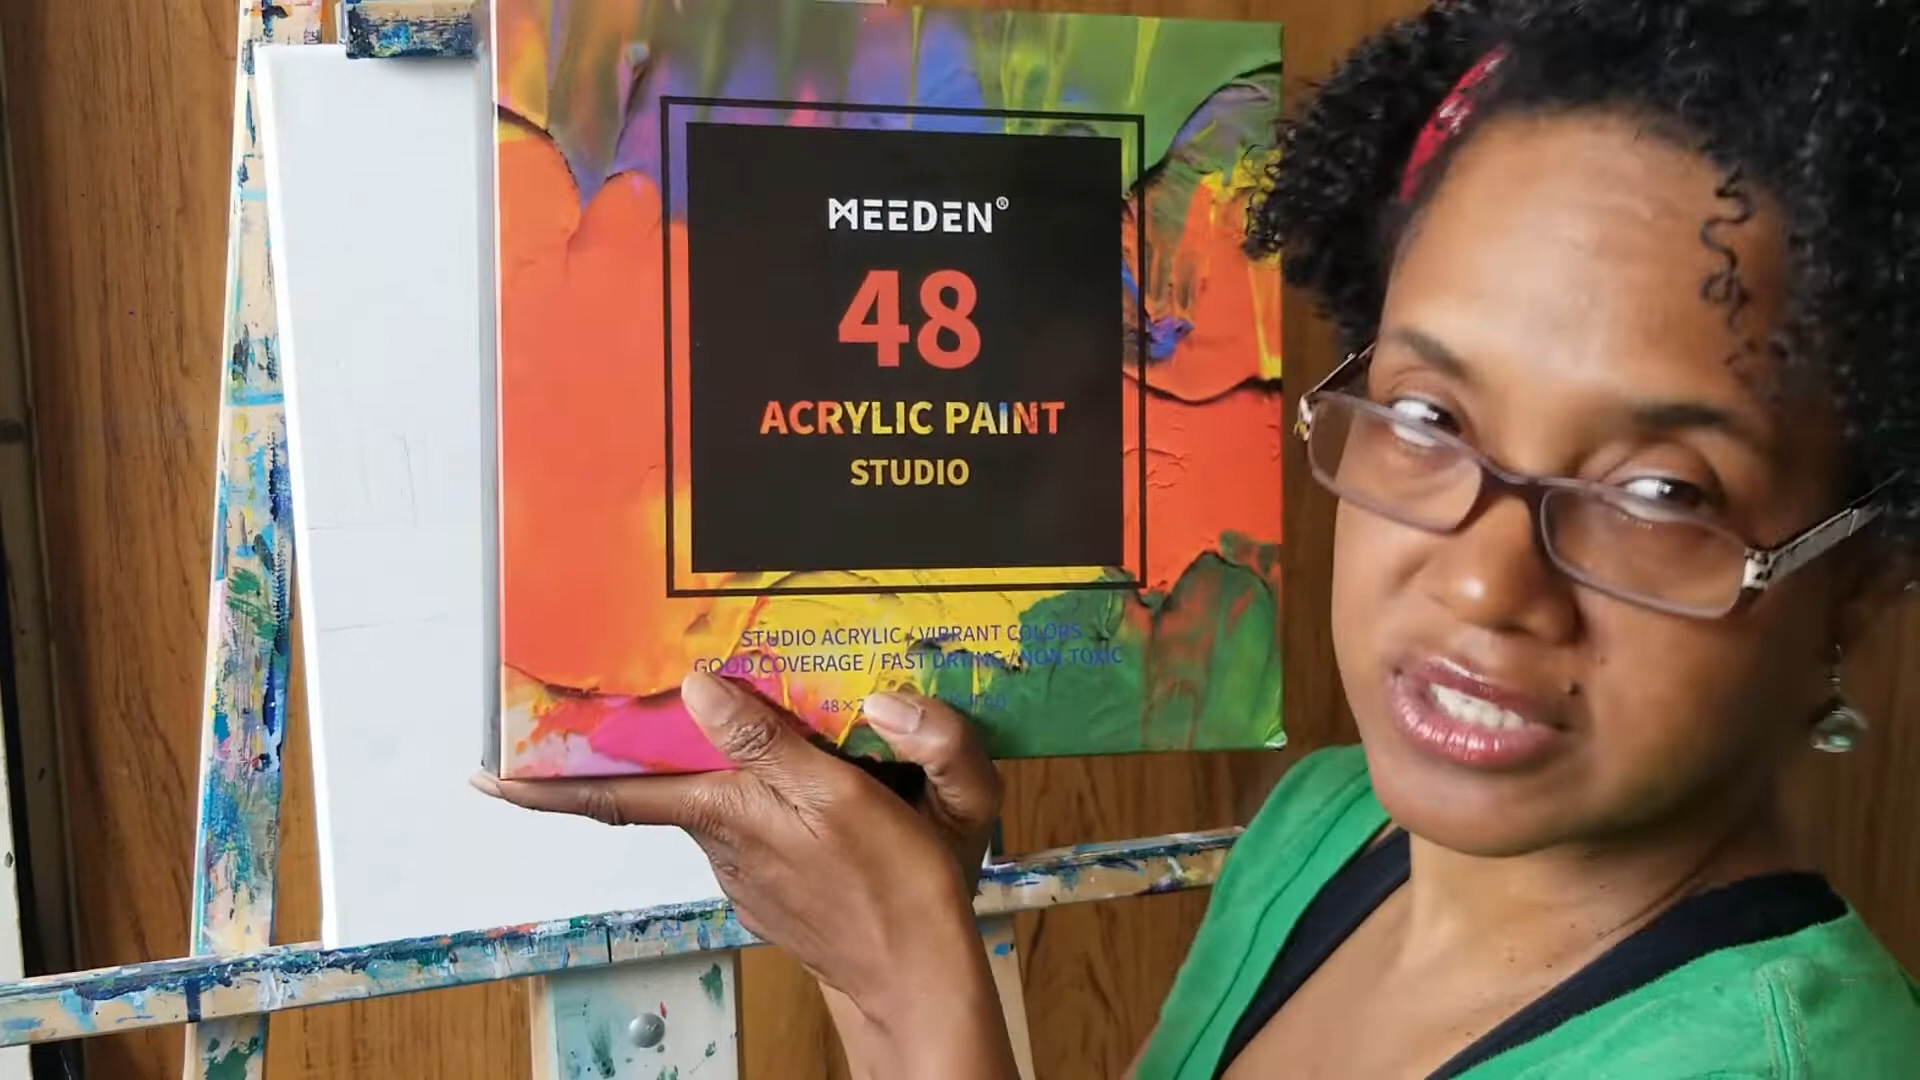 MEEDEN®
48
ACRYLIC PAINT
STUDIO
STUDIO ACRYLIC / VIBRANT COLORS
GOOD COVERAGE / FAST DRYING / NON TOXIC